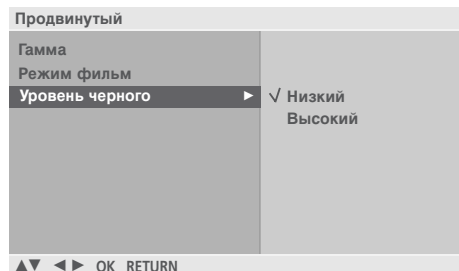 Продвинутый
Гамма
Режим фильм
Уровень черного ►
√ Низкий
Высокий
▲▼ ◄► OK RETURN